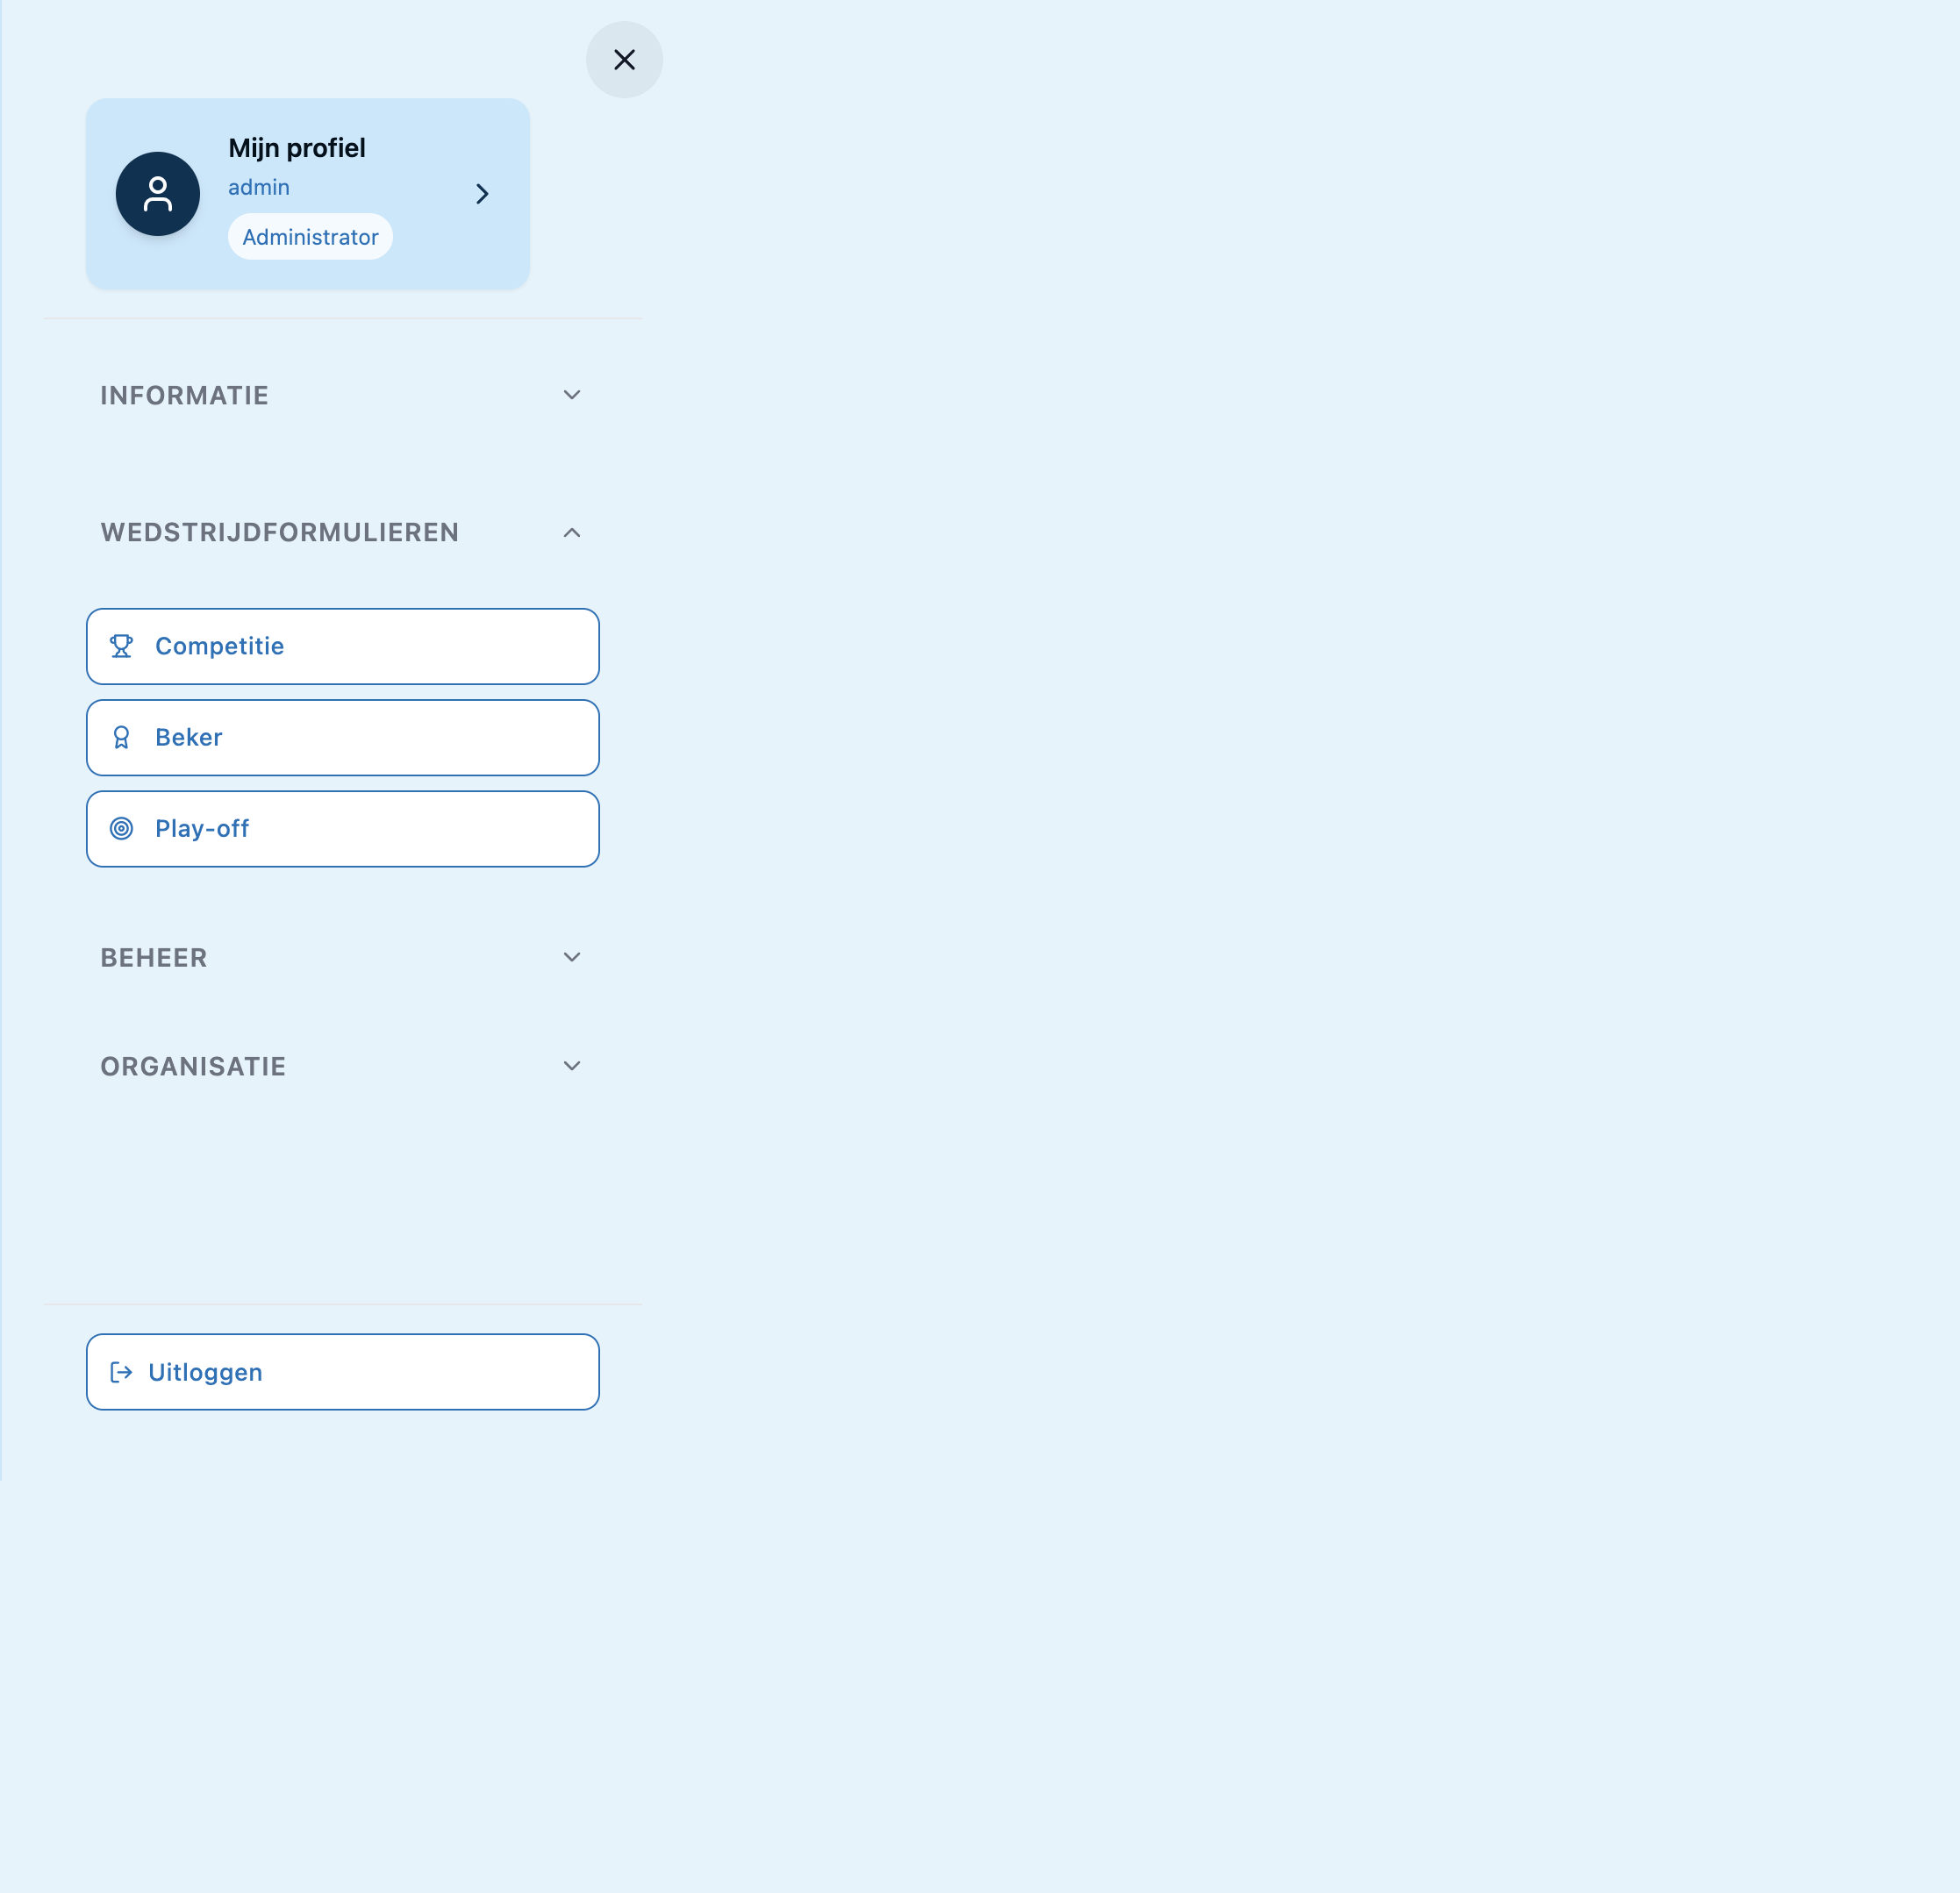 Mijn profiel
admin
Administrator
INFORMATIE
WEDSTRIJDFORMULIEREN
Competitie
Beker
Play-off
BEHEER
ORGANISATIE
Uitloggen